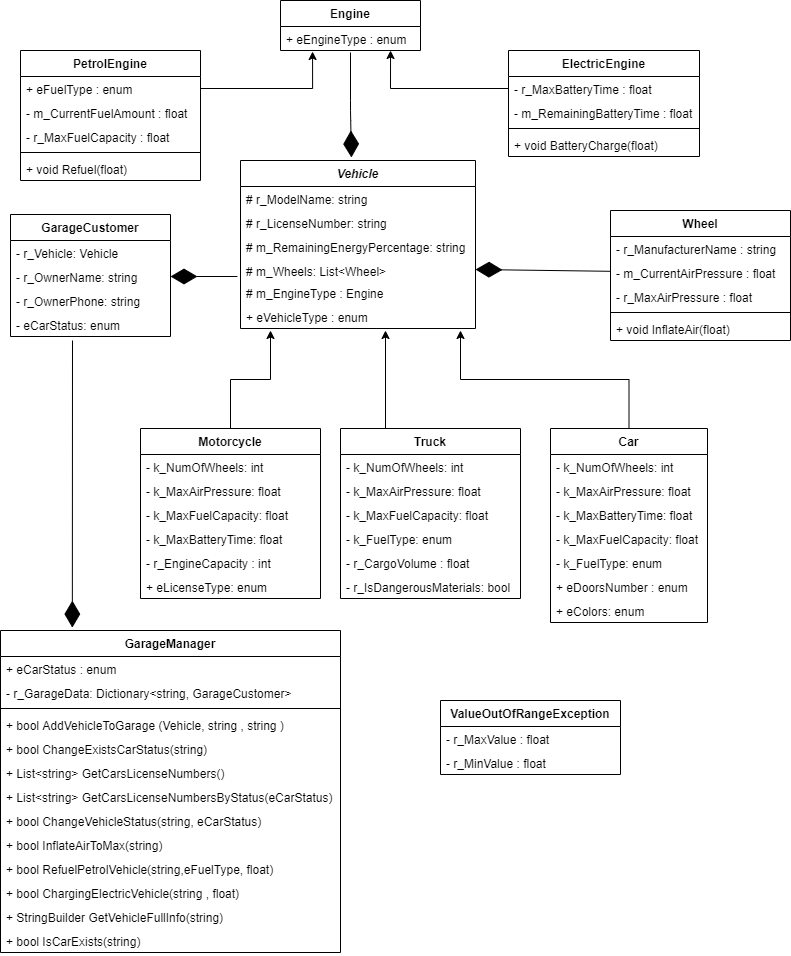 Engine
+ eEngineType : enum
PetrolEngine
+ eFuelType : enum
- m_CurrentFuelAmount : float
- r_MaxFuelCapacity : float
+ void Refuel(float)
ElectricEngine
- r_MaxBatteryTime : float
- m_RemainingBatteryTime : float
+ void BatteryCharge(float)
Vehicle
# r_ModelName: string
# r_LicenseNumber: string
# m_RemainingEnergyPercentage: string
# m_Wheels: List<Wheel>
# m_EngineType : Engine
+ eVehicleType : enum
GarageCustomer
- r_Vehicle: Vehicle
- r_OwnerName: string
- r_OwnerPhone: string
- eCarStatus: enum
Wheel
- r_ManufacturerName : string
- m_CurrentAirPressure : float
- r_MaxAirPressure : float
+ void InflateAir(float)
Motorcycle
- k_NumOfWheels: int
- k_MaxAirPressure: float
- k_MaxFuelCapacity: float
- k_MaxBatteryTime: float
- r_EngineCapacity : int
+ eLicenseType: enum
Truck
- k_NumOfWheels: int
- k_MaxAirPressure: float
- k_MaxFuelCapacity: float
- k_FuelType: enum
- r_CargoVolume : float
- r_IsDangerousMaterials: bool
Car
- k_NumOfWheels: int
- k_MaxAirPressure: float
- k_MaxBatteryTime: float
- k_MaxFuelCapacity: float
- k_FuelType: enum
+ eDoorsNumber : enum
+ eColors: enum
GarageManager
+ eCarStatus : enum
- r_GarageData: Dictionary<string, GarageCustomer>
+ bool AddVehicleToGarage (Vehicle, string , string )
+ bool ChangeExistsCarStatus(string)
+ List<string> GetCarsLicenseNumbers()
+ List<string> GetCarsLicenseNumbersByStatus(eCarStatus)
+ bool ChangeVehicleStatus(string, eCarStatus)
+ bool InflateAirToMax(string)
+ bool RefuelPetrolVehicle(string,eFuelType, float)
+ bool ChargingElectricVehicle(string , float)
+ StringBuilder GetVehicleFullInfo(string)
+ bool IsCarExists(string)
ValueOutOfRangeException
- r_MaxValue : float
- r_MinValue : float